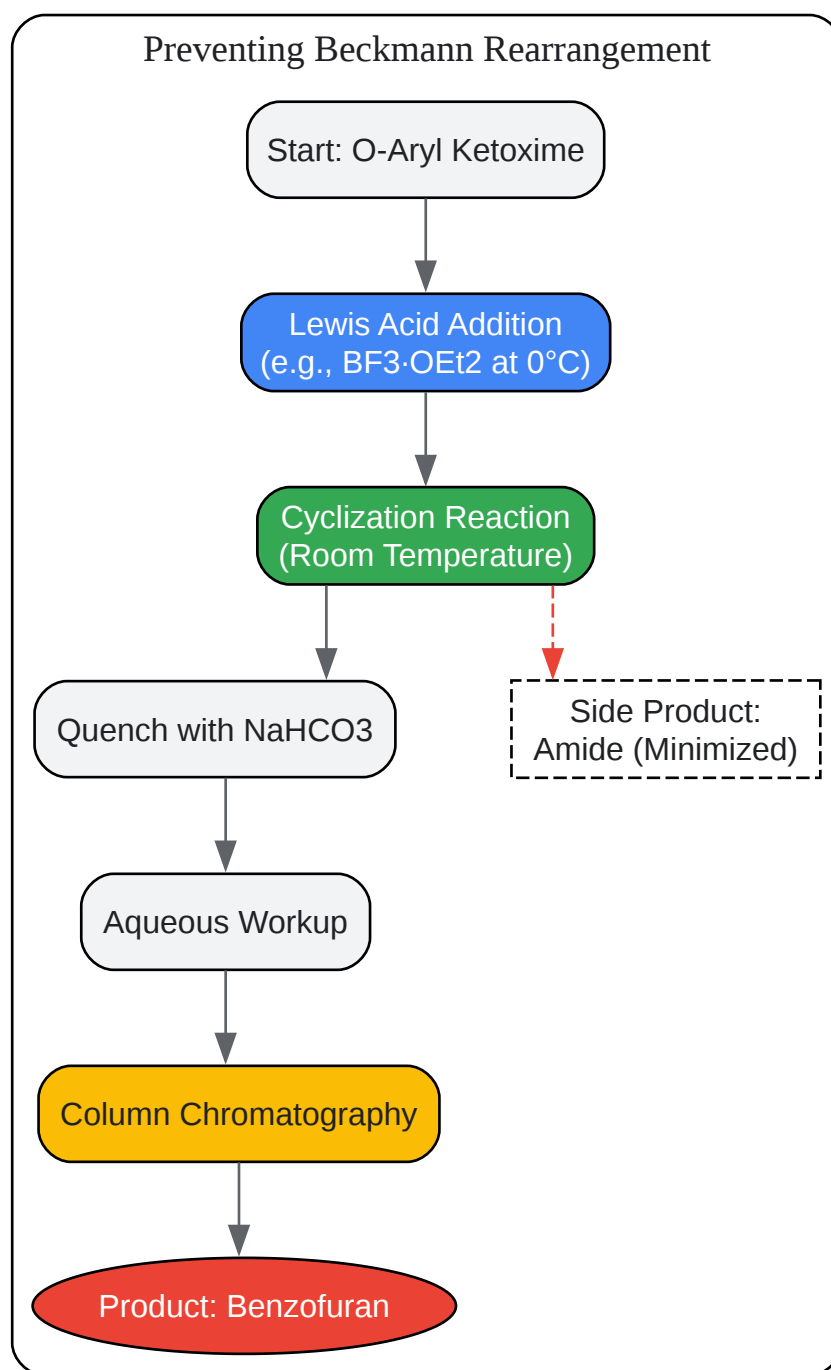 Preventing Beckmann Rearrangement
Start: O-Aryl Ketoxime
Lewis Acid Addition
(e.g., BF3·OEt2 at 0°C)
Cyclization Reaction
(Room Temperature)
Quench with NaHCO3
Side Product:
Amide (Minimized)
Aqueous Workup
Column Chromatography
Product: Benzofuran